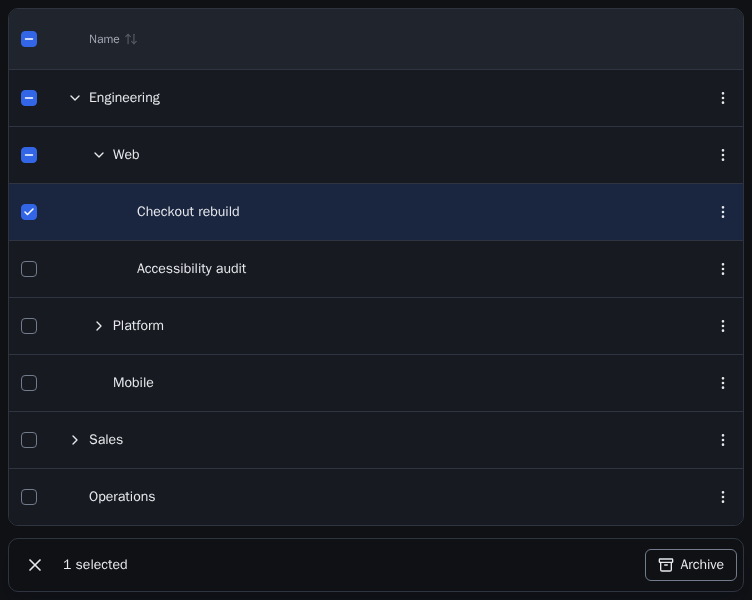 Name
Engineering
Web
Checkout rebuild
Accessibility audit
Platform
Mobile
Sales
Operations
1 selected
Archive